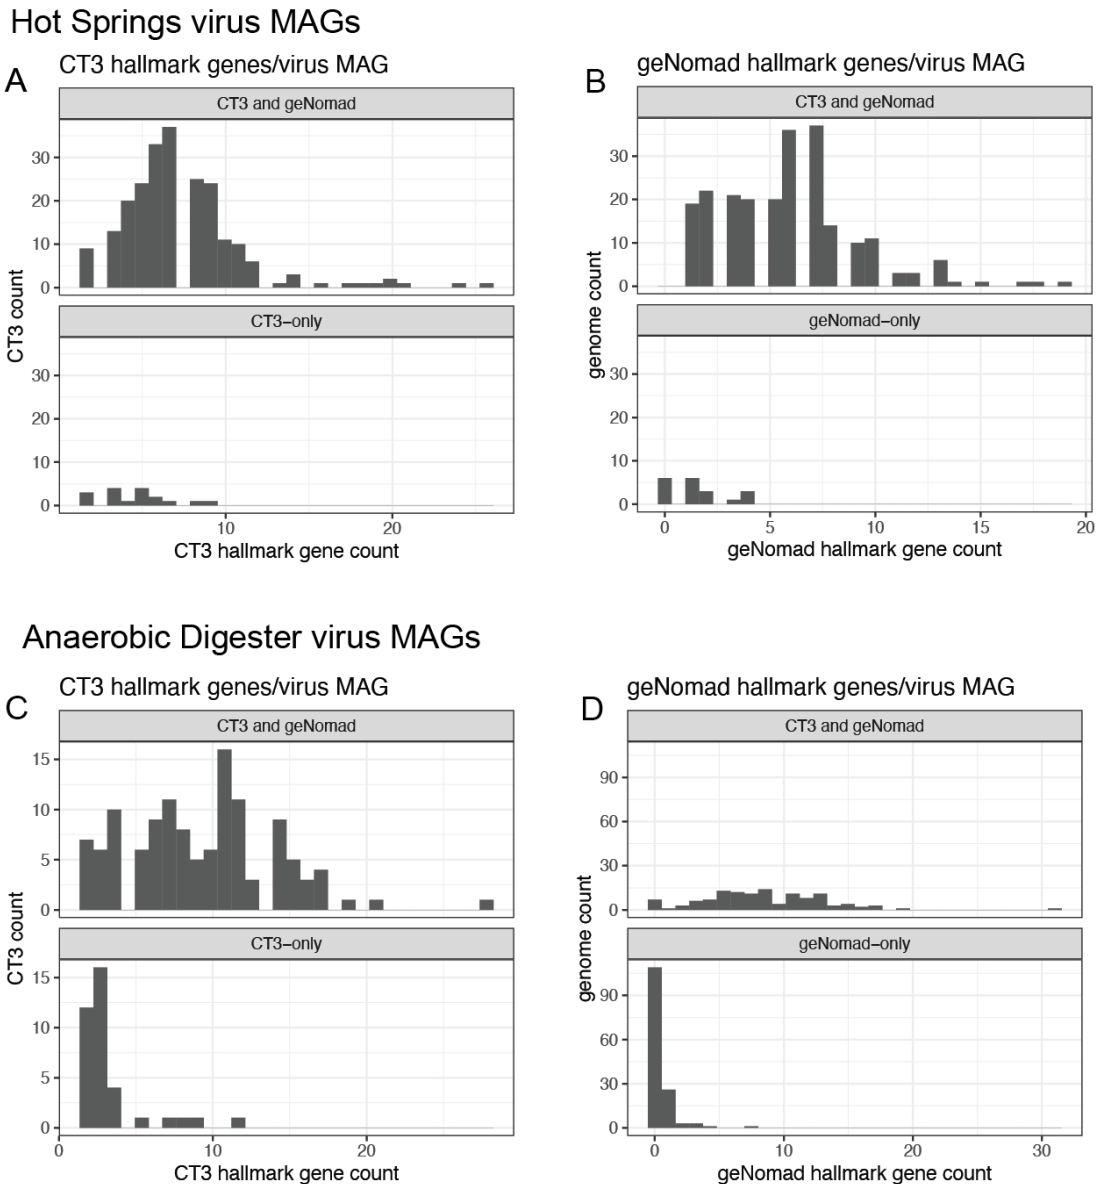 Hot Springs virus MAGs
A
CT3 hallmark genes/virus MAG
CT3 and geNomad
30
20
10
0
CT3-only
30
20
10
0
10 20
CT3 count
CT3 hallmark gene count
B
geNomad hallmark genes/virus MAG
CT3 and geNomad
30
20
10
0
geNomad-only
30
20
10
0
0 5 10 15 20
genome count
geNomad hallmark gene count
Anaerobic Digester virus MAGs
C
CT3 hallmark genes/virus MAG
CT3 and geNomad
15
10
5
0
CT3-only
15
10
5
0
0 10 20
CT3 count
CT3 hallmark gene count
D
geNomad hallmark genes/virus MAG
CT3 and geNomad
90
60
30
0
geNomad-only
90
60
30
0
0 10 20 30
genome count
geNomad hallmark gene count